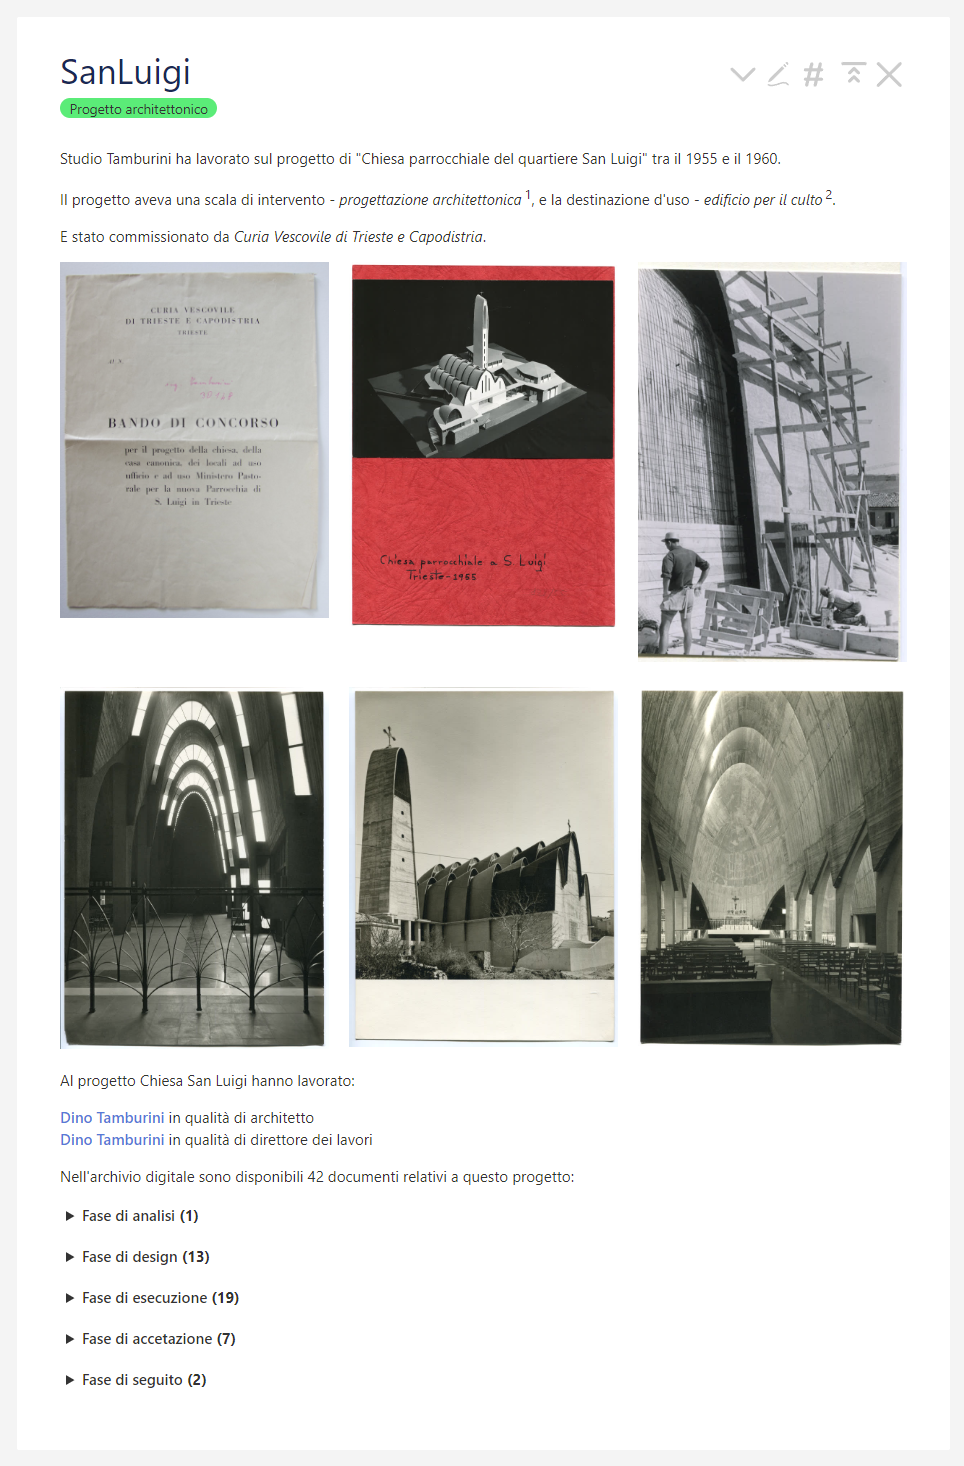 SanLuigi
Progetto architettonico
Studio Tamburini ha lavorato sul progetto di "Chiesa parrocchiale del quartiere San Luigi" tra il 1955 e il 1960.
Il progetto aveva una scala di intervento - progettazione architettonica 1, e la destinazione d'uso - edificio per il culto 2.
E stato commissionato da Curia Vescovile di Trieste e Capodistria.
CURIA VESCOVILE
DI TRIESTE E CAPODISTRIA
TRIESTE
BANDO DI CONCORSO
per il progetto della chiesa, della
casa canonica, dei locali ad uso
ufficio e ad uso Ministero Pasto-
rale per la nuova Parrocchia di
S. Luigi in Trieste
Chiesa parrocchiale a S. Luigi
Trieste-1955
Al progetto Chiesa San Luigi hanno lavorato:
Dino Tamburini in qualità di architetto
Dino Tamburini in qualità di direttore dei lavori
Nell'archivio digitale sono disponibili 42 documenti relativi a questo progetto:
Fase di analisi (1)
Fase di design (13)
Fase di esecuzione (19)
Fase di accetazione (7)
Fase di seguito (2)